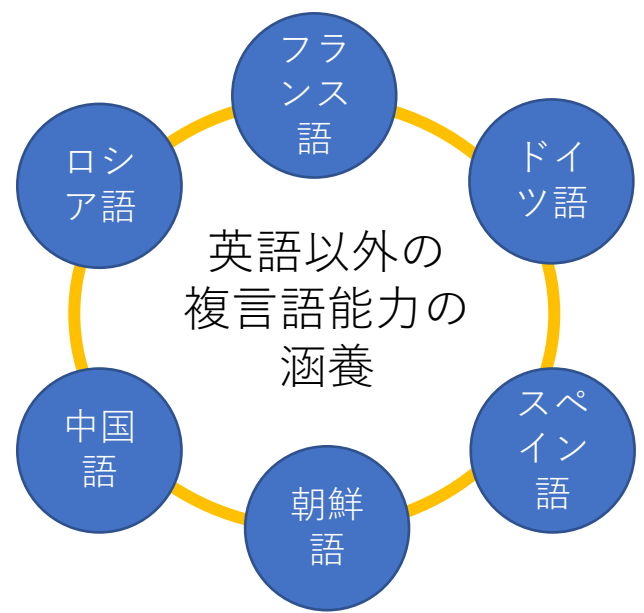 フラ
ンス
語
ドイ
ツ語
スペ
イン
語
朝鮮
語
中国
語
ロシ
ア語
英語以外の
複言語能力の
涵養